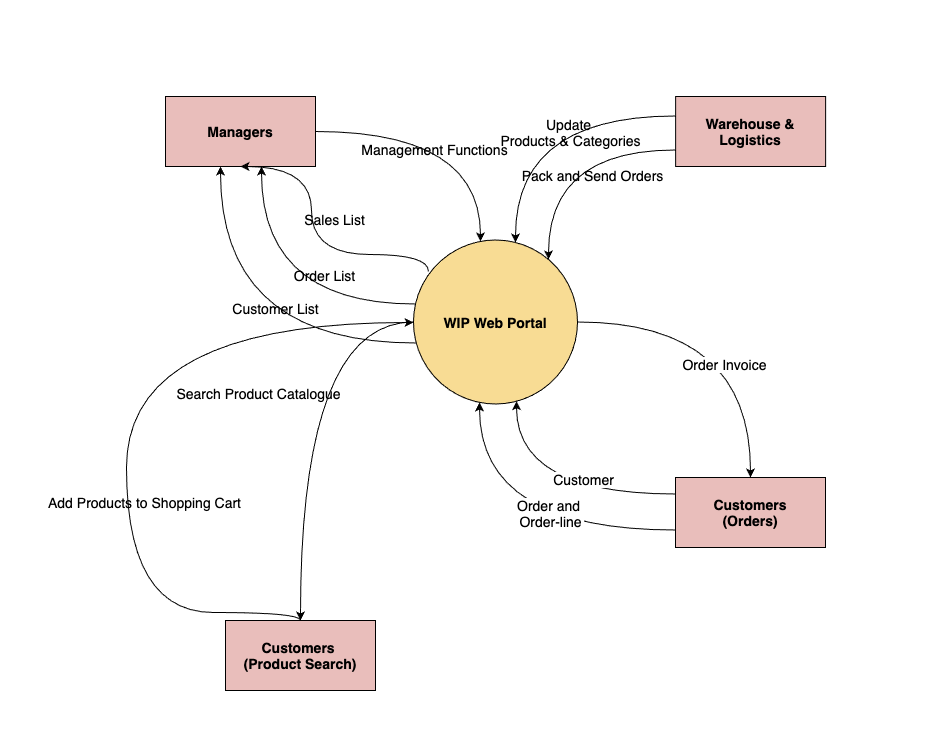 Managers
Warehouse &
Logistics
Update
Products & Categories
Management Functions
Pack and Send Orders
Sales List
Order List
Customer List
WIP Web Portal
Order Invoice
Search Product Catalogue
Customer
Add Products to Shopping Cart
Order and
Order-line
Customers
(Orders)
Customers
(Product Search)